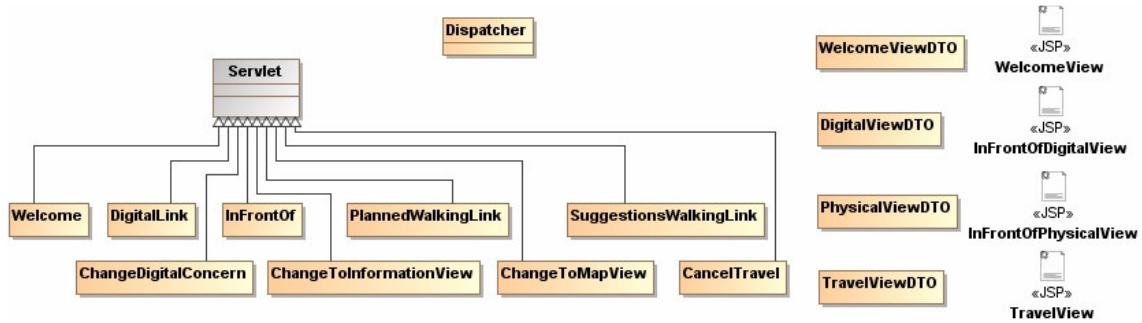 Dispatcher
Servlet
WelcomeViewDTO
«JSP»
WelcomeView
DigitalViewDTO
«JSP»
InFrontOfDigitalView
Welcome
DigitalLink
InFrontOf
PlannedWalkingLink
SuggestionsWalkingLink
PhysicalViewDTO
«JSP»
InFrontOfPhysicalView
ChangeDigitalConcern
ChangeToInformationView
ChangeToMapView
CancelTravel
TravelViewDTO
«JSP»
TravelView